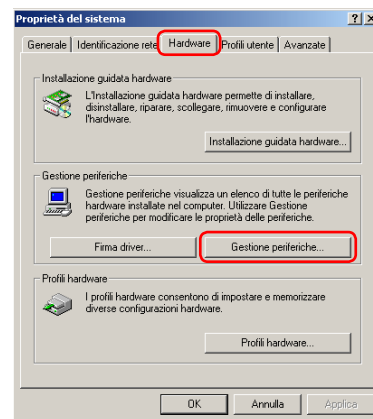 Proprietà del sistema
Generale Identificazione rete Hardware Profili utente Avanzate
Installazione guidata hardware
L'Installazione guidata hardware permette di installare,
disinstallare, riparare, scollegare, rimuovere e configurare
l'hardware.
Installazione guidata hardware...
Gestione periferiche
Gestione periferiche visualizza un elenco di tutte le periferiche
hardware installate nel computer. Utilizzare Gestione
periferiche per modificare le proprietà delle periferiche.
Firma driver... Gestione periferiche...
Profili hardware
I profili hardware consentono di impostare e memorizzare
diverse configurazioni hardware.
Profili hardware...
OK Annulla Applica